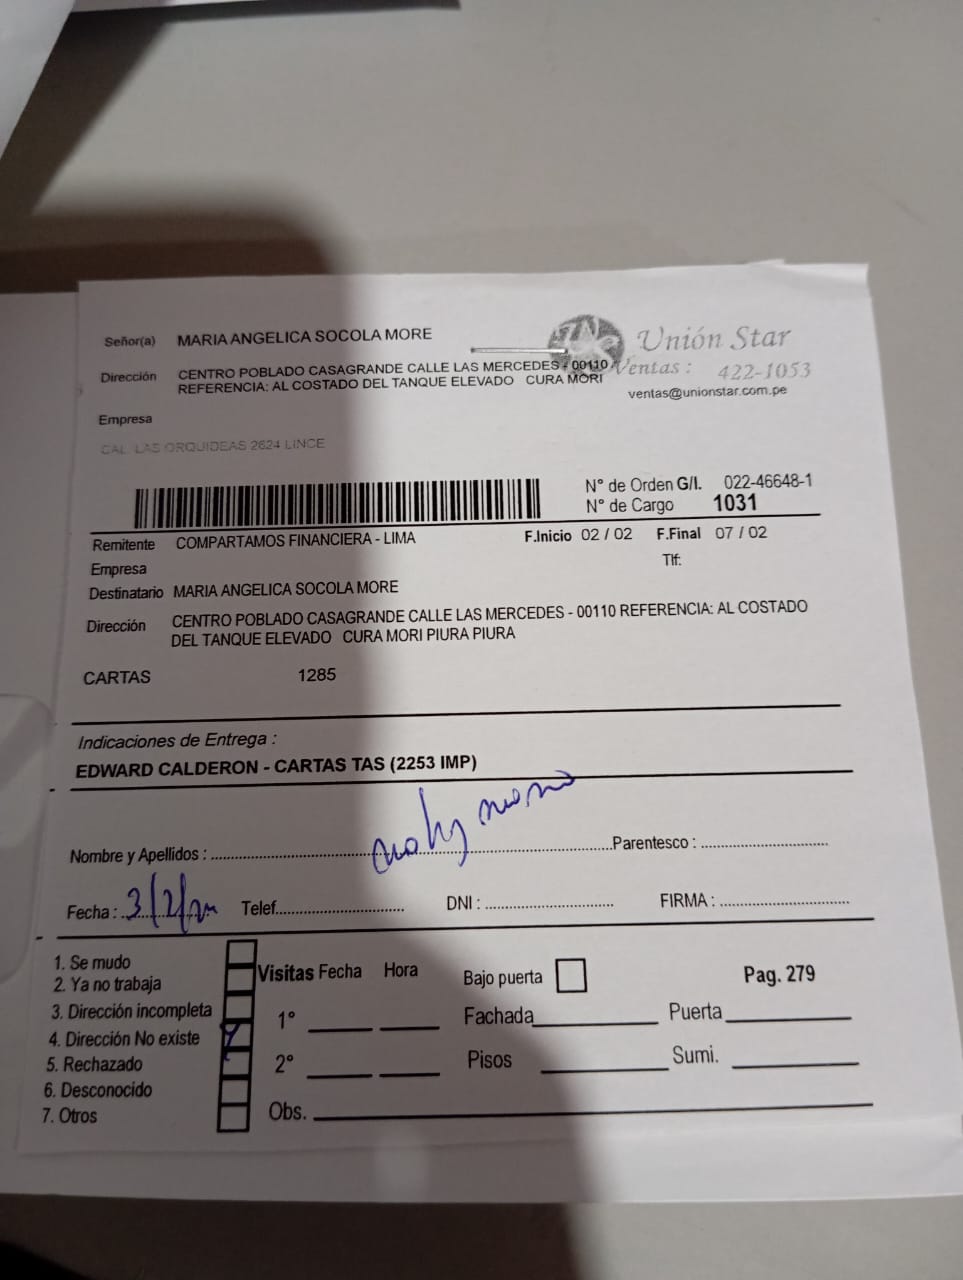 Señor(a) MARIA ANGELICA SOCOLA MORE
Unión Star
Dirección CENTRO POBLADO CASAGRANDE CALLE LAS MERCEDES - 00110
REFERENCIA: AL COSTADO DEL TANQUE ELEVADO CURA MORI
Ventas : 422-1053
ventas@unionstar.com.pe
Empresa
CAL. LAS ORQUIDEAS 2624 LINCE
N° de Orden G/I. 022-46648-1
N° de Cargo 1031
Remitente COMPARTAMOS FINANCIERA - LIMA F.Inicio 02 / 02 F.Final 07 / 02
Empresa Tlf:
Destinatario MARIA ANGELICA SOCOLA MORE
Dirección CENTRO POBLADO CASAGRANDE CALLE LAS MERCEDES - 00110 REFERENCIA: AL COSTADO
DEL TANQUE ELEVADO CURA MORI PIURA PIURA
CARTAS 1285
Indicaciones de Entrega :
EDWARD CALDERON - CARTAS TAS (2253 IMP)
Nombre y Apellidos : Parentesco :
Fecha : 3/2/ Telef. DNI : FIRMA :
1. Se mudo
2. Ya no trabaja
3. Dirección incompleta
4. Dirección No existe
5. Rechazado
6. Desconocido
7. Otros
Visitas Fecha Hora
1°
2°
Obs.
Bajo puerta
Fachada
Pisos
Pag. 279
Puerta
Sumi.